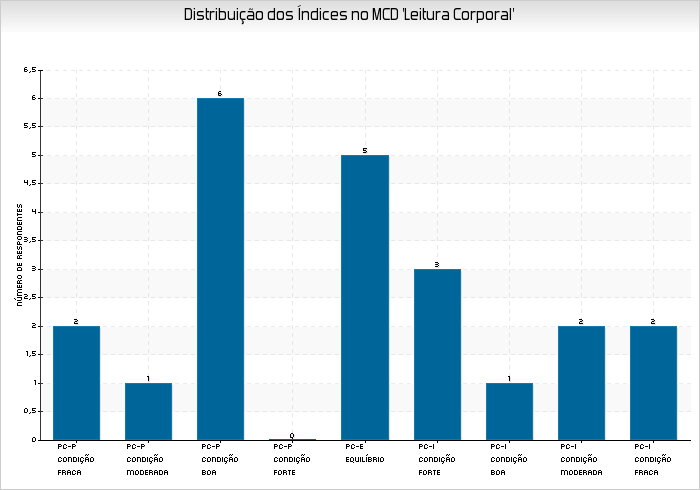 Distribuição dos Índices no MCD 'Leitura Corporal'
NÚMERO DE RESPONDENTES
6,5
6
5,5
5
4,5
4
3,5
3
2,5
2
1,5
1
0,5
0
2
1
6
0
5
3
1
2
2
PC-P
CONDIÇÃO
FRACA
PC-P
CONDIÇÃO
MODERADA
PC-P
CONDIÇÃO
BOA
PC-P
CONDIÇÃO
FORTE
PC-E
EQUILÍBRIO
PC-I
CONDIÇÃO
FORTE
PC-I
CONDIÇÃO
BOA
PC-I
CONDIÇÃO
MODERADA
PC-I
CONDIÇÃO
FRACA